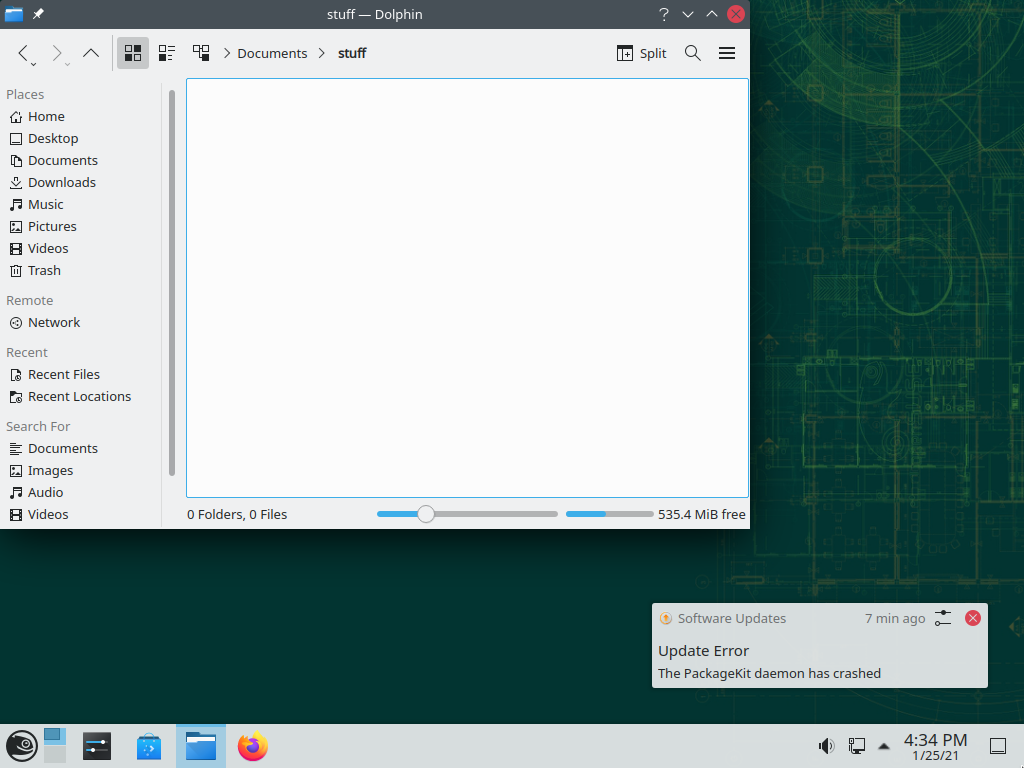 stuff — Dolphin
Documents
stuff
Split
Places
Home
Desktop
Documents
Downloads
Music
Pictures
Videos
Trash
Remote
Network
Recent
Recent Files
Recent Locations
Search For
Documents
Images
Audio
Videos
0 Folders, 0 Files
535.4 MiB free
Software Updates
7 min ago
Update Error
The PackageKit daemon has crashed
4:34 PM
1/25/21